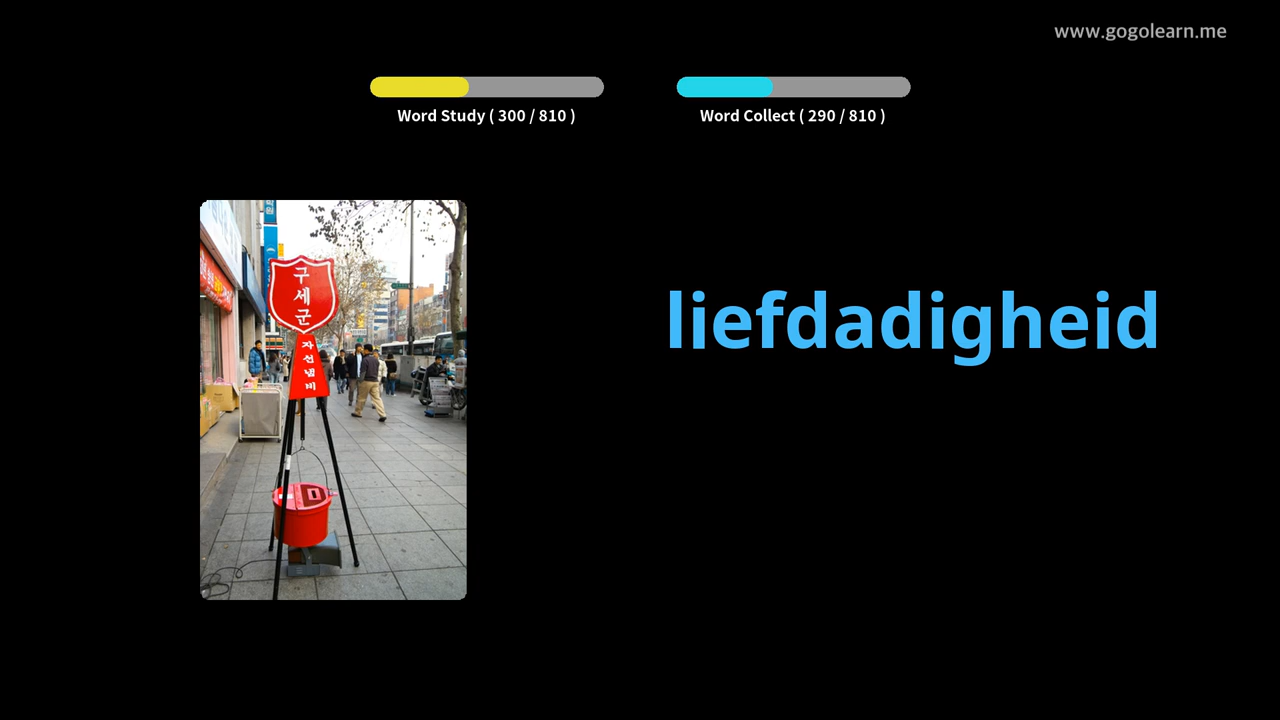 www.gogolearn.me
Word Study ( 300 / 810 )
Word Collect ( 290 / 810 )
liefdadigheid
구
세
군
자
선
냄
비